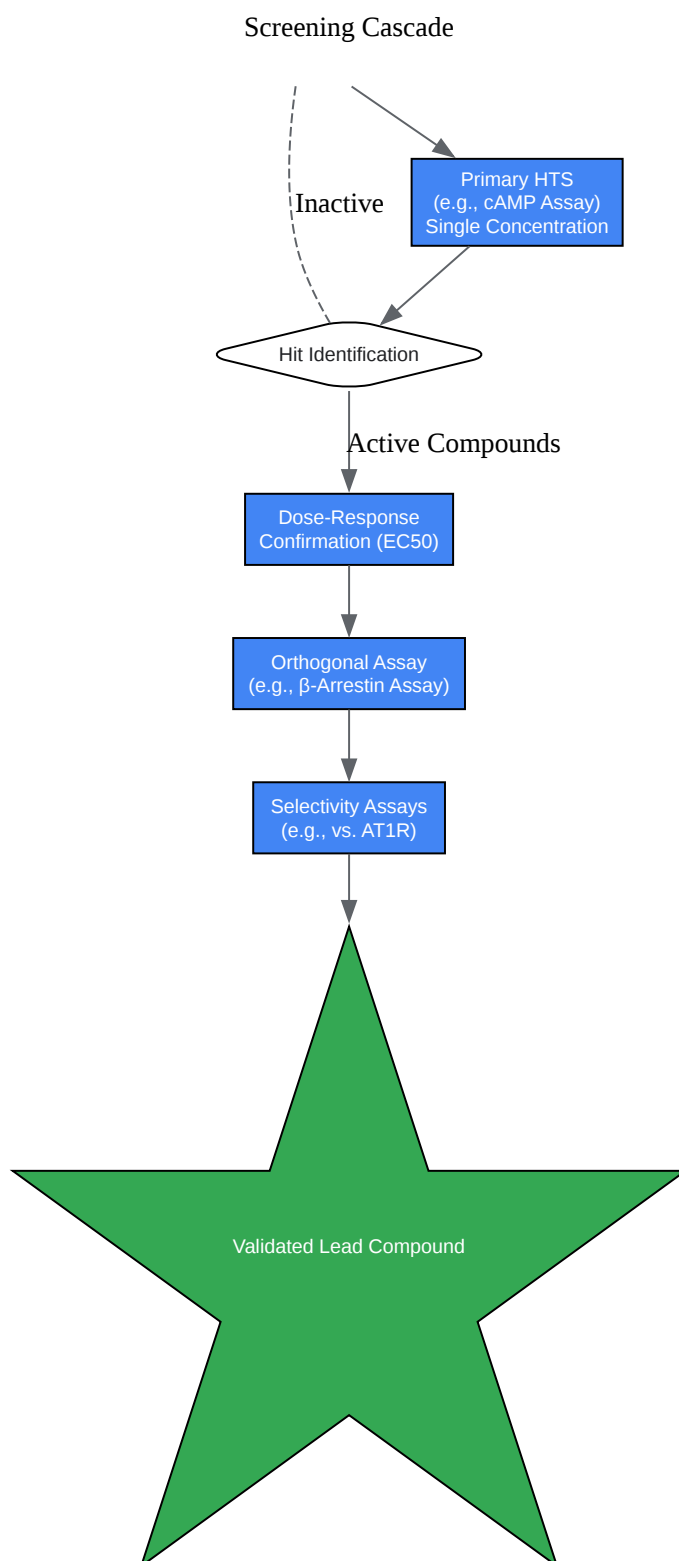 Screening Cascade
Primary HTS
(e.g., cAMP Assay)
Single Concentration
Inactive
Hit Identification
Active Compounds
Dose-Response
Confirmation (EC50)
Orthogonal Assay
(e.g., β-Arrestin Assay)
Selectivity Assays
(e.g., vs. AT1R)
Validated Lead Compound